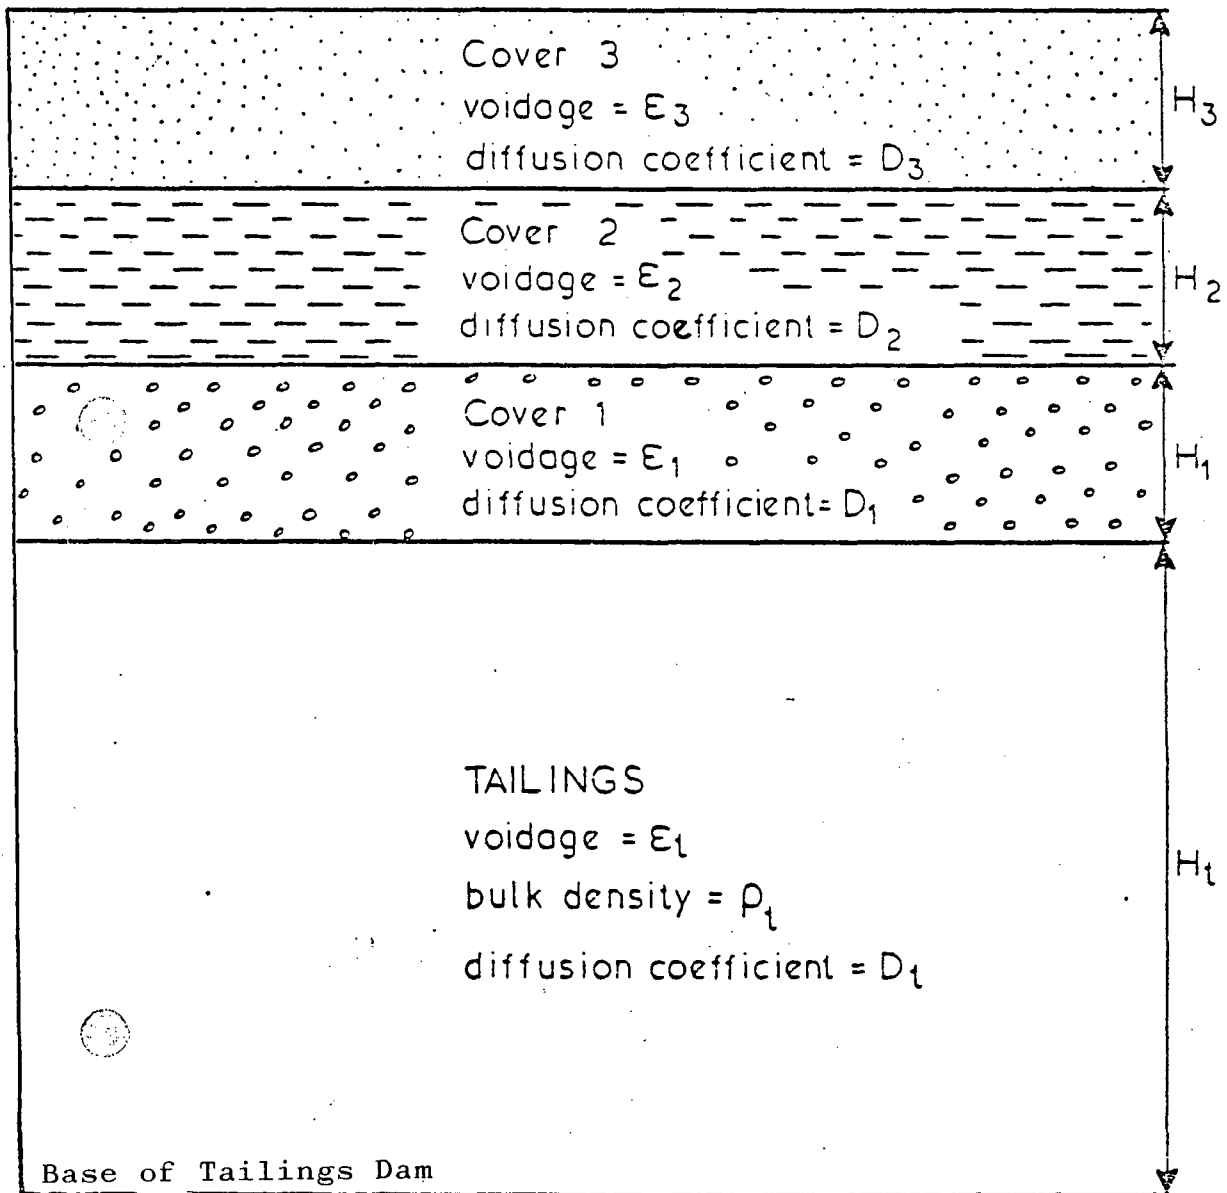 Cover 3
voidage = ε₃
diffusion coefficient = D₃
H₃
Cover 2
voidage = ε₂
diffusion coefficient = D₂
H₂
Cover 1
voidage = ε₁
diffusion coefficient = D₁
H₁
TAILINGS
voidage = εₜ
bulk density = ρₜ
diffusion coefficient = Dₜ
Hₜ
Base of Tailings Dam